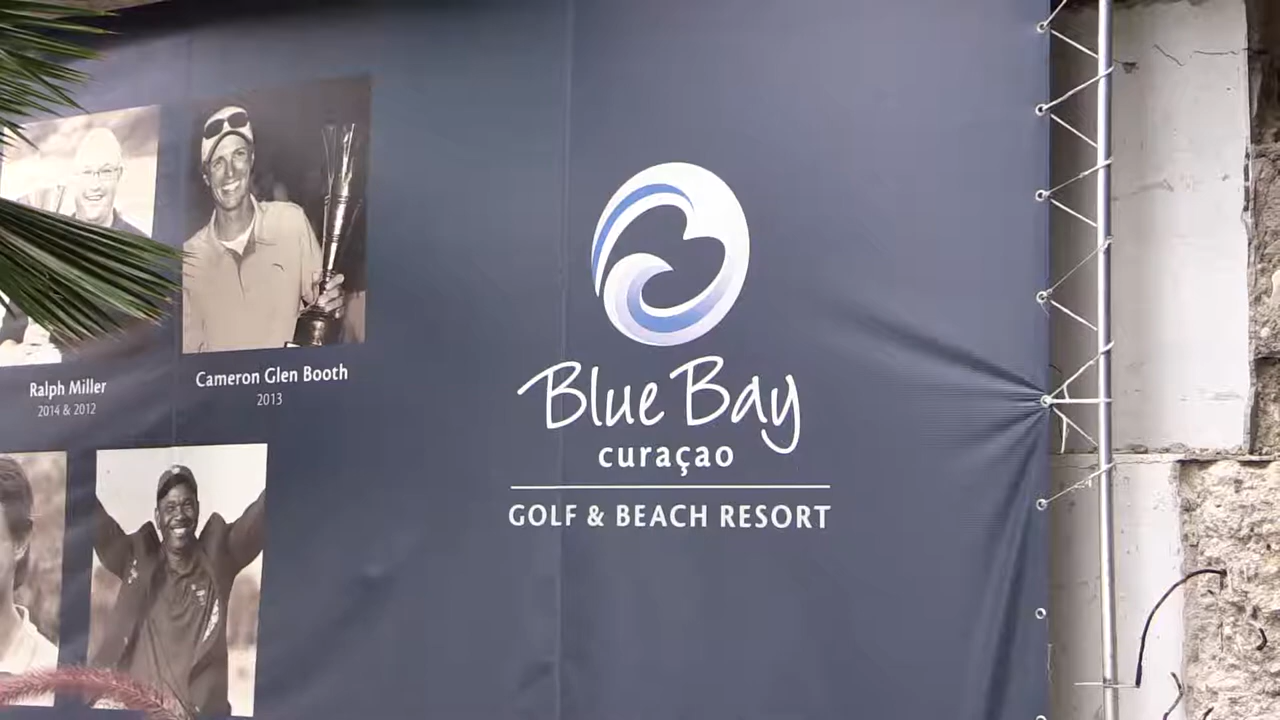 Ralph Miller
2014 & 2012
Cameron Glen Booth
2013
Blue Bay
curaçao
GOLF & BEACH RESORT